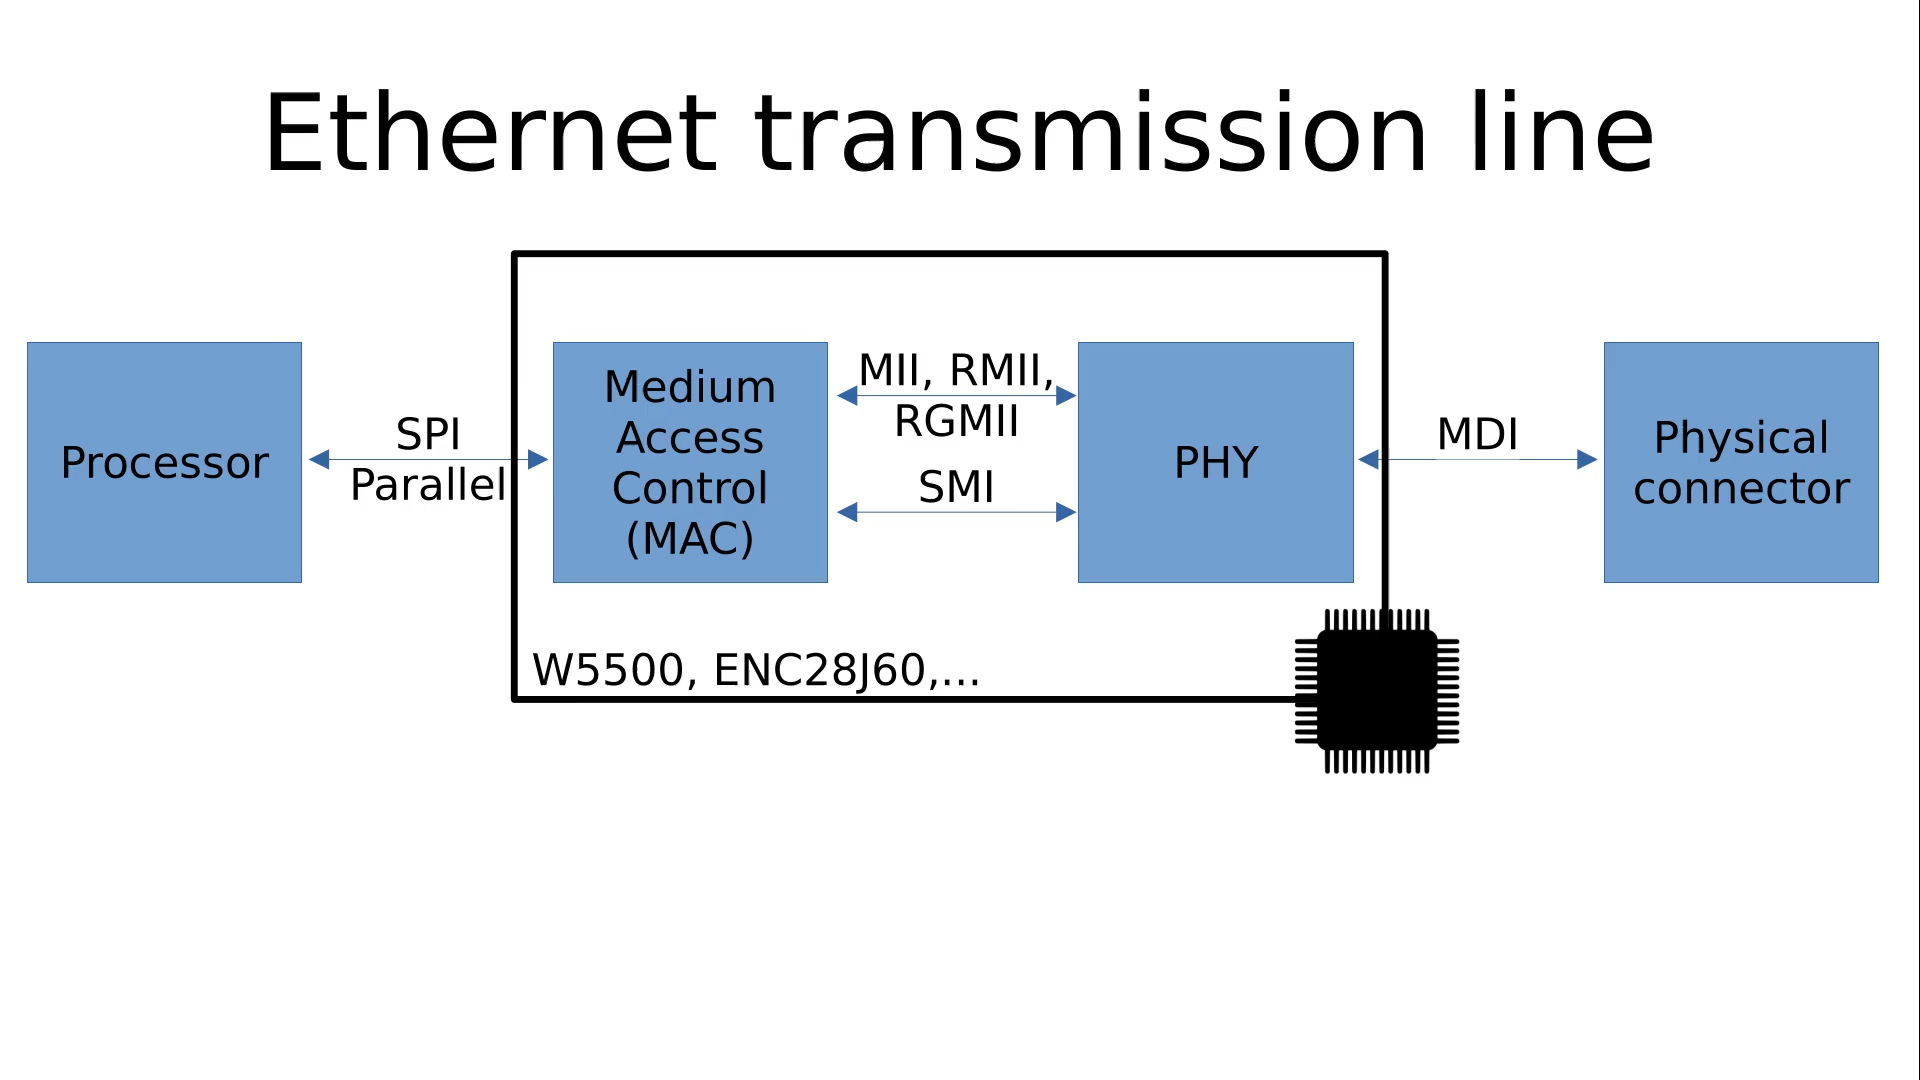 Ethernet transmission line
Processor
SPI
Parallel
Medium
Access
Control
(MAC)
MII, RMII,
RGMII
SMI
PHY
MDI
Physical
connector
W5500, ENC28J60,...